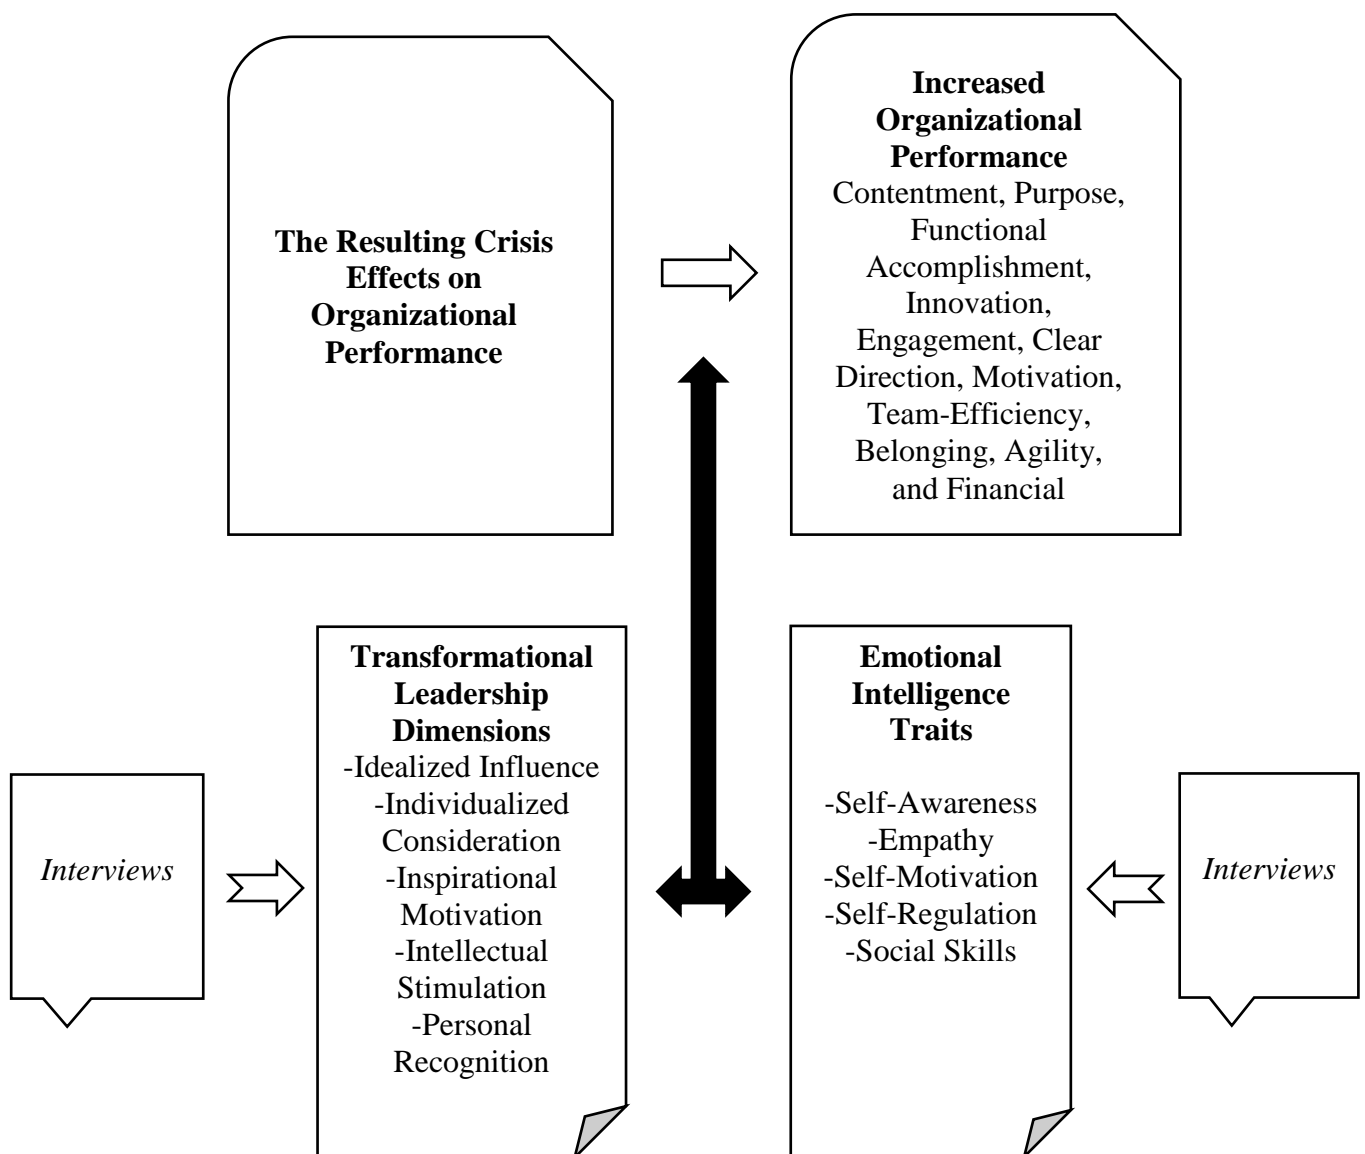 The Resulting Crisis
Effects on
Organizational
Performance
Increased
Organizational
Performance
Contentment, Purpose,
Functional
Accomplishment,
Innovation,
Engagement, Clear
Direction, Motivation,
Team-Efficiency,
Belonging, Agility,
and Financial
Interviews
Transformational
Leadership
Dimensions
-Idealized Influence
-Individualized
Consideration
-Inspirational
Motivation
-Intellectual
Stimulation
-Personal
Recognition
Emotional
Intelligence
Traits
-Self-Awareness
-Empathy
-Self-Motivation
-Self-Regulation
-Social Skills
Interviews